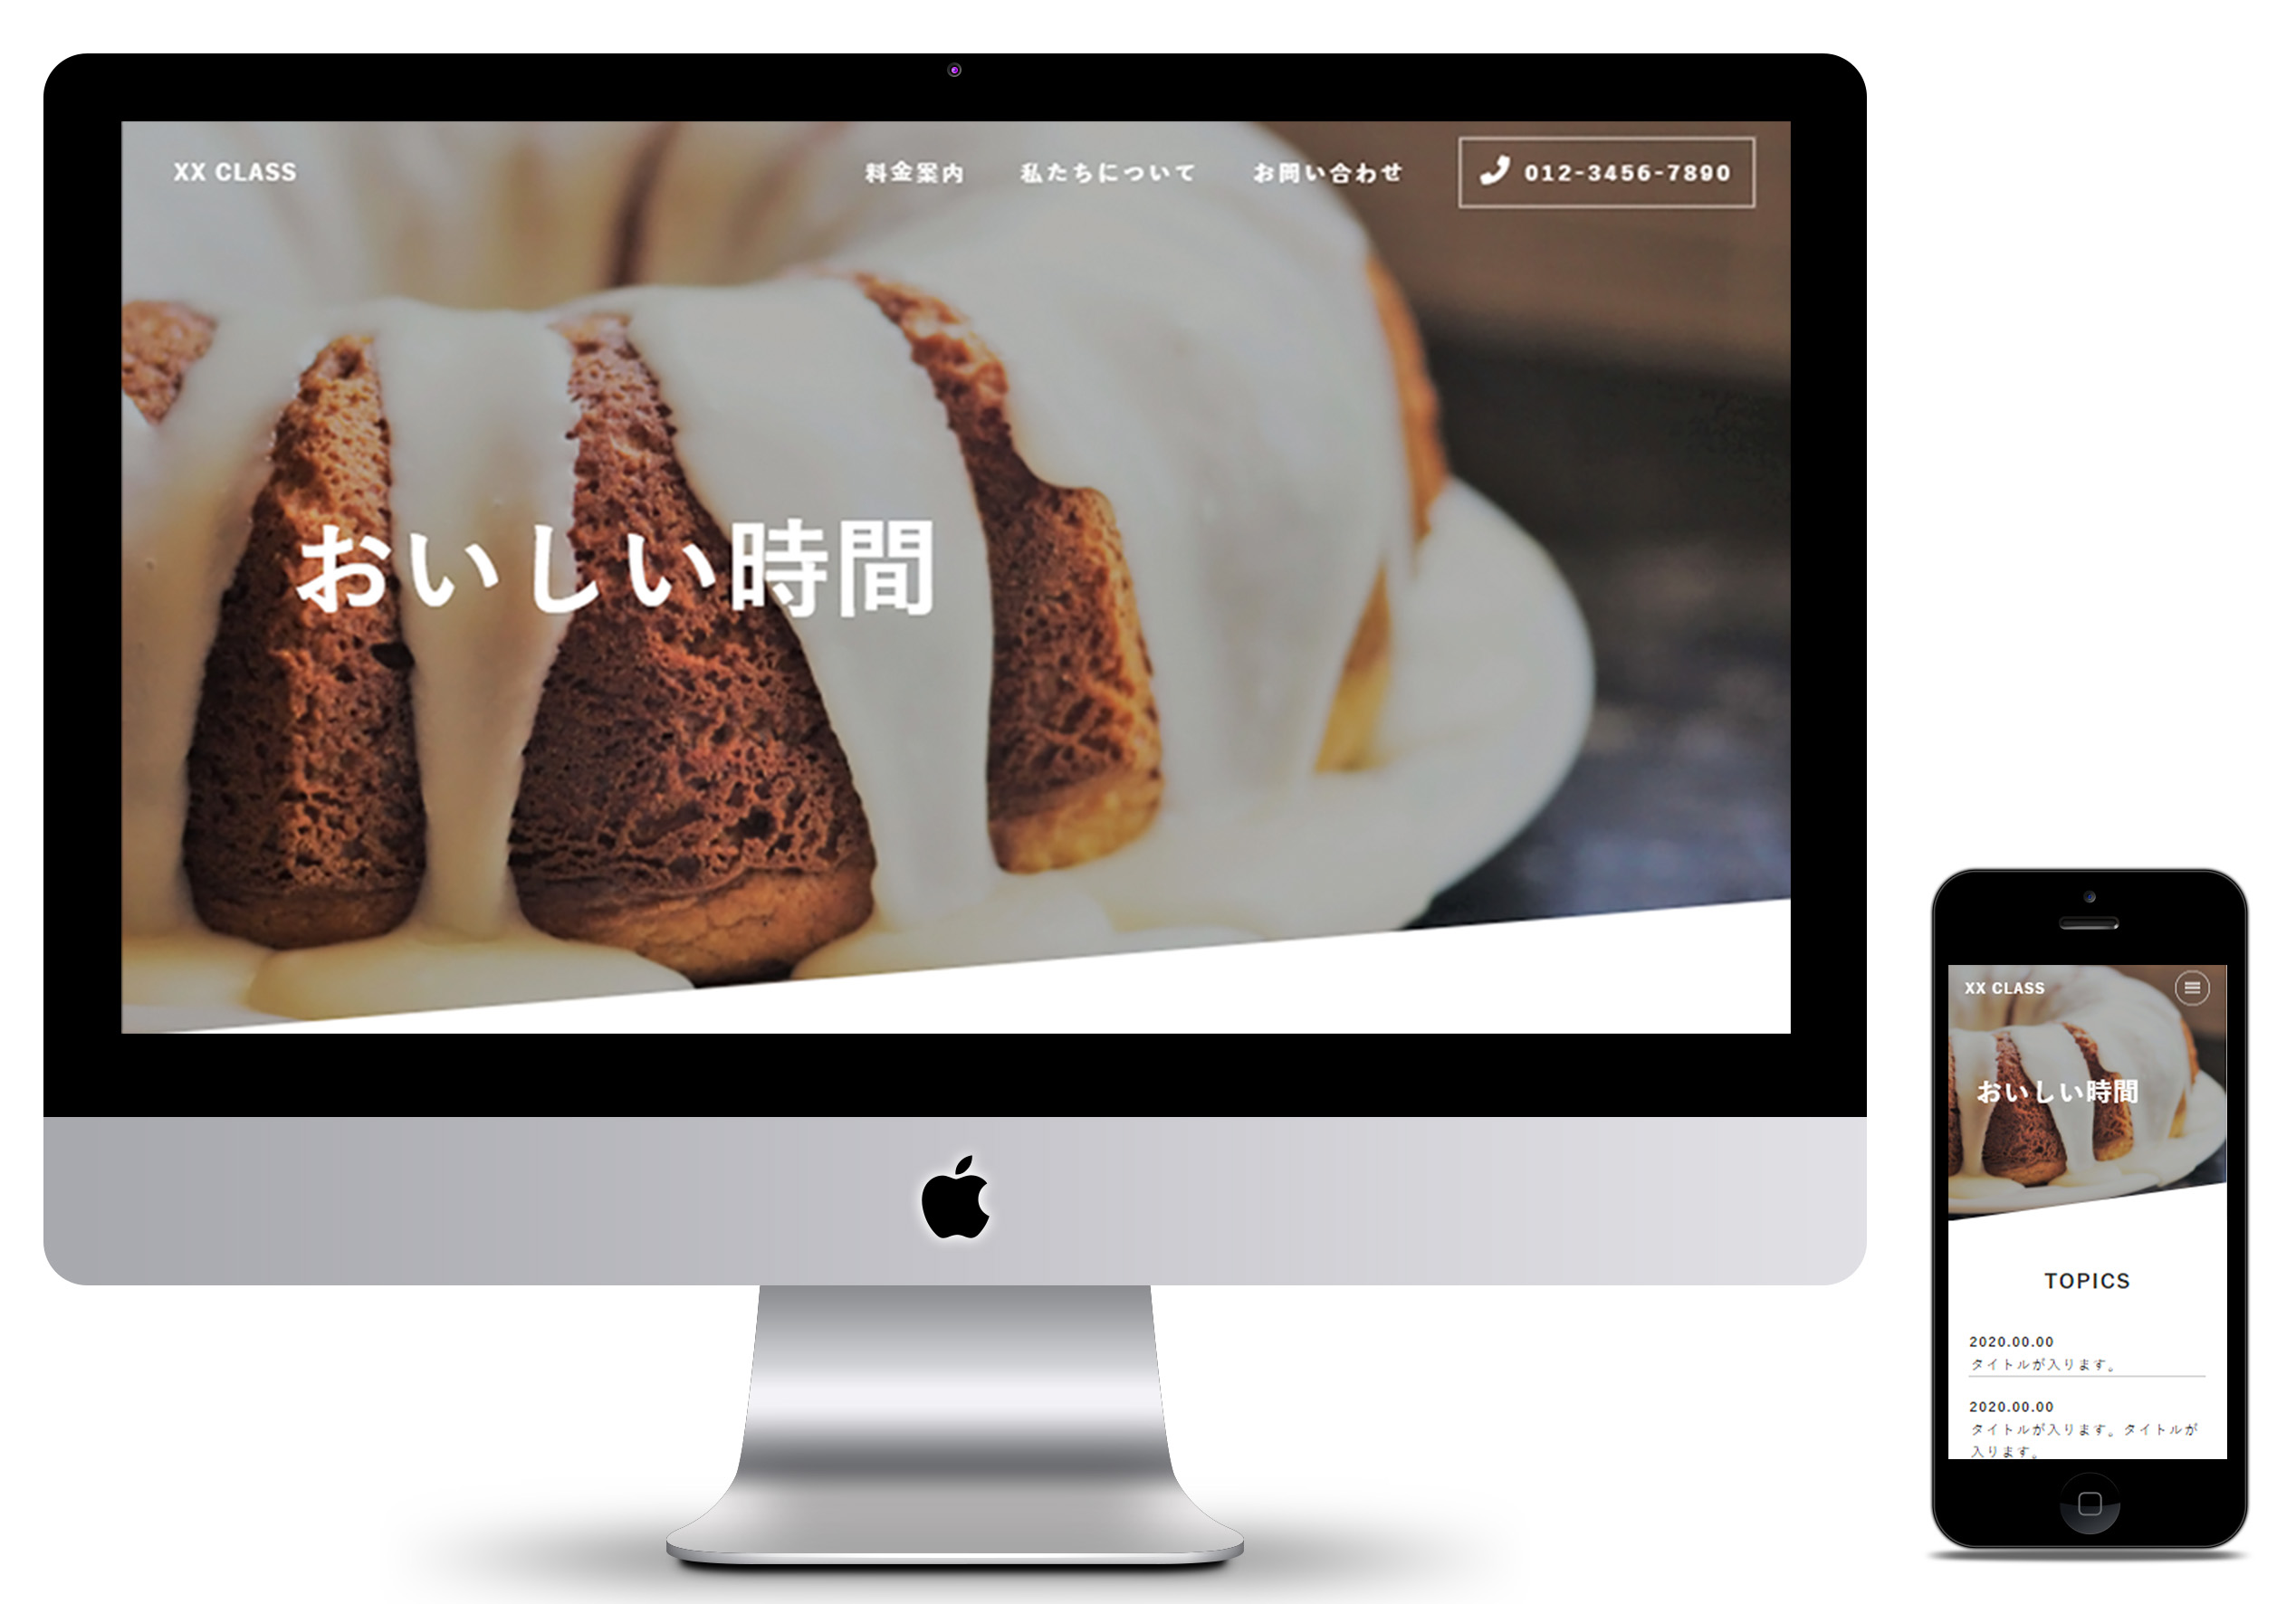 XX CLASS
料金案内 私たちについて お問い合わせ 012-3456-7890
おいしい時間
XX CLASS
おいしい時間
TOPICS
2020.00.00
タイトルが入ります。
2020.00.00
タイトルが入ります。タイトルが
入ります。